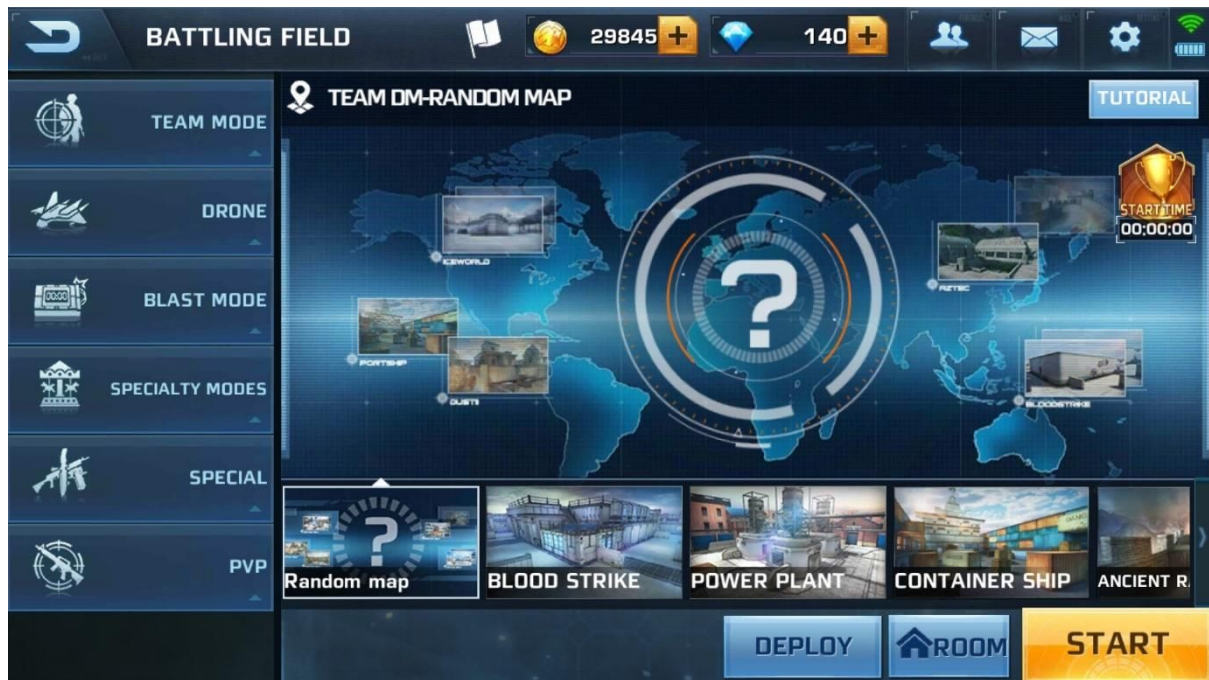 BATTLING FIELD
29845
140
TEAM MODE
DRONE
BLAST MODE
SPECIALTY MODES
SPECIAL
PVP
TEAM DM-RANDOM MAP
TUTORIAL
START TIME
00:00:00
ICEWORLD
AZTEC
PORTSHIP
DUSTII
BLOODSTRIKE
Random map
BLOOD STRIKE
POWER PLANT
CONTAINER SHIP
ANCIENT R
DEPLOY
ROOM
START